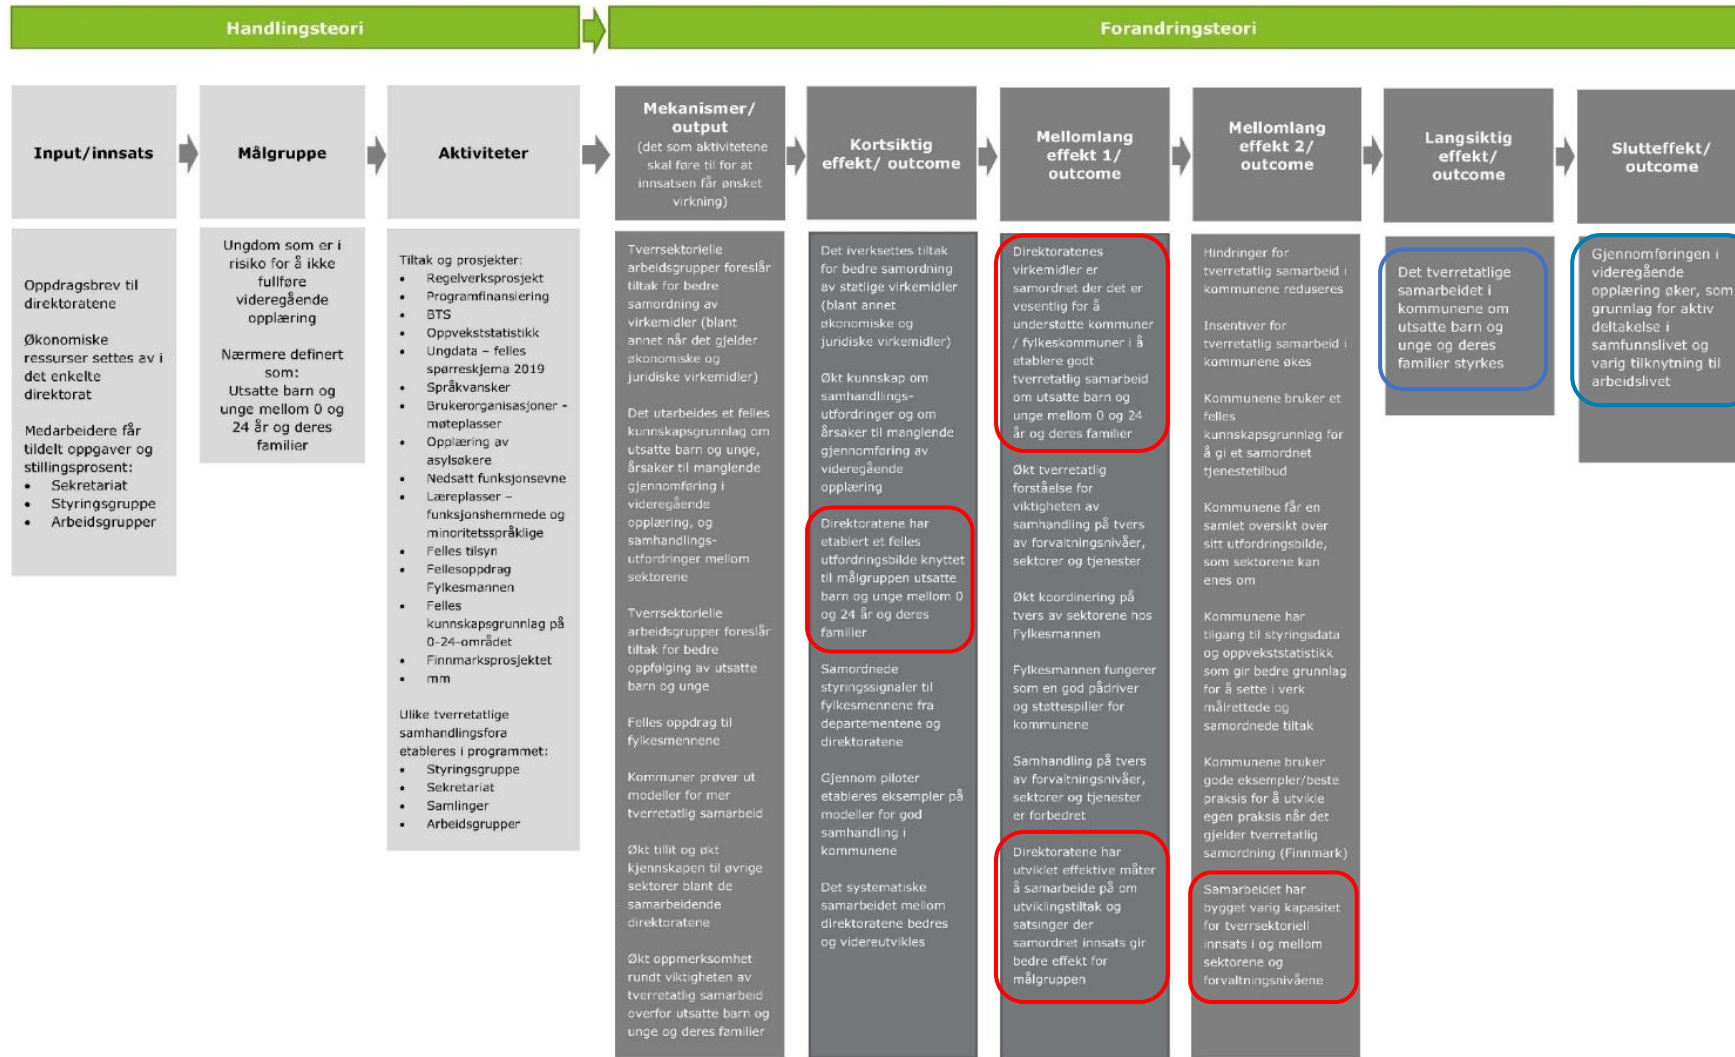 Handlingsteori
Forandringsteori
Input/innsats
Målgruppe
Aktiviteter
Mekanismer/
output
(det som aktivitetene
skal føre til for at
innsatsen får ønsket
virkning)
Kortsiktig
effekt/ outcome
Mellomlang
effekt 1/
outcome
Mellomlang
effekt 2/
outcome
Langsiktig
effekt/
outcome
Slutteffekt/
outcome
Oppdragsbrev til
direktoratene
Økonomiske
ressurser settes av i
det enkelte
direktorat
Medarbeidere får
tildelt oppgaver og
stillingsprosent:
• Sekretariat
• Styringsgruppe
• Arbeidsgrupper
Ungdom som er i
risiko for å ikke
fullføre
videregående
opplæring
Nærmere definert
som:
Utsatte barn og
unge mellom 0 og
24 år og deres
familier
Tiltak og prosjekter:
• Regelverksprosjekt
• Programfinansiering
• BTS
• Oppvekststatistikk
• Ungdata – felles
spørreskjema 2019
• Språkvansker
• Brukerorganisasjoner -
møteplasser
• Opplæring av
asylsøkere
• Nedsatt funksjonsevne
• Læreplasser –
funksjonshemmede og
minoritetsspråklige
• Felles tilsyn
• Fellesoppdrag
Fylkesmannen
• Felles
kunnskapsgrunnlag på
0-24-området
• Finnmarksprosjektet
• mm
Ulike tverretatlige
samhandlingsfora
etableres i programmet:
• Styringsgruppe
• Sekretariat
• Samlinger
• Arbeidsgrupper
Tverrsektorielle
arbeidsgrupper foreslår
tiltak for bedre
samordning av
virkemidler (blant
annet når det gjelder
økonomiske og
juridiske virkemidler)
Det utarbeides et felles
kunnskapsgrunnlag om
utsatte barn og unge,
årsaker til manglende
gjennomføring i
videregående
opplæring, og
samhandlings-
utfordringer mellom
sektorene
Tverrsektorielle
arbeidsgrupper foreslår
tiltak for bedre
oppfølging av utsatte
barn og unge
Felles oppdrag til
fylkesmennene
Kommuner prøver ut
modeller for mer
tverretatlig samarbeid
Økt tillit og økt
kjennskapen til øvrige
sektorer blant de
samarbeidende
direktoratene
Økt oppmerksomhet
rundt viktigheten av
tverretatlig samarbeid
overfor utsatte barn og
unge og deres familier
Det iverksettes tiltak
for bedre samordning
av statlige virkemidler
(blant annet
økonomiske og
juridiske virkemidler)
Økt kunnskap om
samhandlings-
utfordringer og om
årsaker til manglende
gjennomføring av
videregående
opplæring
Direktoratene har
etablert et felles
utfordringsbilde knyttet
til målgruppen utsatte
barn og unge mellom 0
og 24 år og deres
familier
Samordnede
styringssignaler til
fylkesmennene fra
departementene og
direktoratene
Gjennom piloter
etableres eksempler på
modeller for god
samhandling i
kommunene
Det systematiske
samarbeidet mellom
direktoratene bedres
og videreutvikles
Direktoratenes
virkemidler er
samordnet der det er
vesentlig for å
understøtte kommuner
/ fylkeskommuner i å
etablere godt
tverretatlig samarbeid
om utsatte barn og
unge mellom 0 og 24
år og deres familier
Økt tverretatlig
forståelse for
viktigheten av
samhandling på tvers
av forvaltningsnivåer,
sektorer og tjenester
Økt koordinering på
tvers av sektorene hos
Fylkesmannen
Fylkesmannen fungerer
som en god pådriver
og støttespiller for
kommunene
Samhandling på tvers
av forvaltningsnivåer,
sektorer og tjenester
er forbedret
Direktoratene har
utviklet effektive måter
å samarbeide på om
utviklingstiltak og
satsinger der
samordnet innsats gir
bedre effekt for
målgruppen
Hindringer for
tverretatlig samarbeid i
kommunene reduseres
Insentiver for
tverretatlig samarbeid i
kommunene økes
Kommunene bruker et
felles
kunnskapsgrunnlag for
å gi et samordnet
tjenestetilbud
Kommunene får en
samlet oversikt over
sitt utfordringsbilde,
som sektorene kan
enes om
Kommunene har
tilgang til styringsdata
og oppvekststatistikk
som gir bedre grunnlag
for å sette i verk
målrettede og
samordnede tiltak
Kommunene bruker
gode eksempler/beste
praksis for å utvikle
egen praksis når det
gjelder tverretatlig
samordning (Finnmark)
Samarbeidet har
bygget varig kapasitet
for tverrsektoriell
innsats i og mellom
sektorene og
forvaltningsnivåene
Det tverretatlige
samarbeidet i
kommunene om
utsatte barn og
unge og deres
familier styrkes
Gjennomføringen i
videregående
opplæring øker, som
grunnlag for aktiv
deltakelse i
samfunnslivet og
varig tilknytning til
arbeidslivet